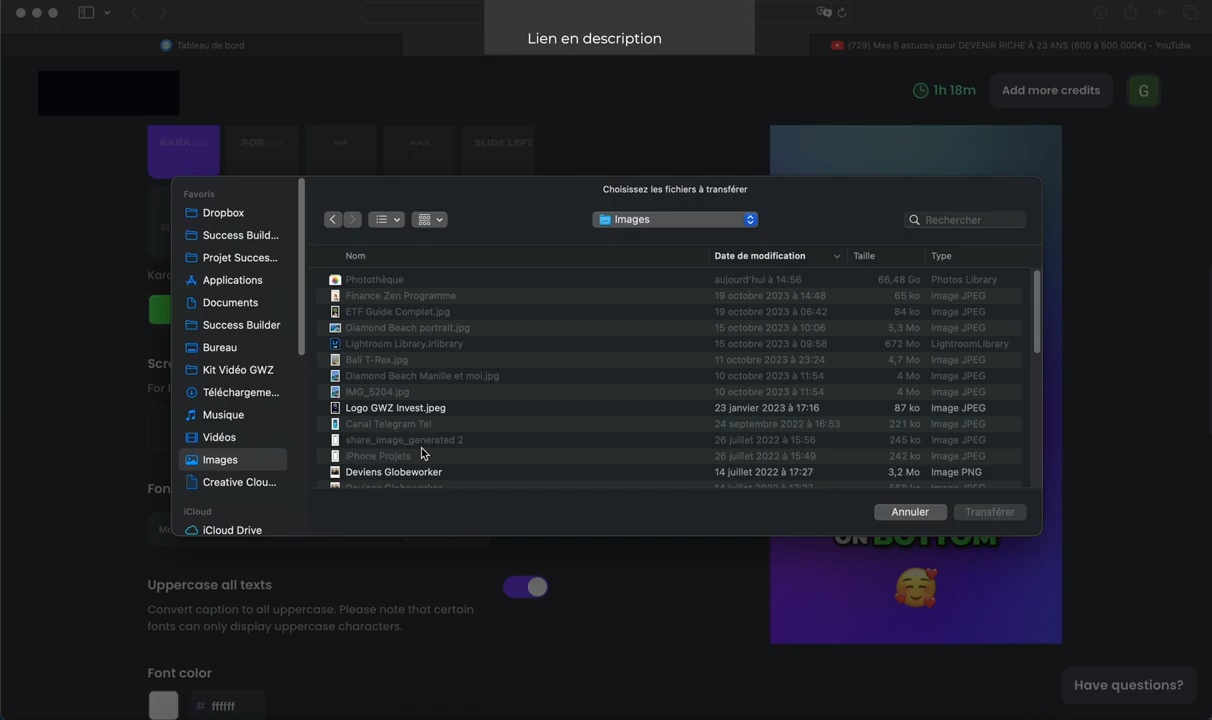 Lien en description
Tableau de bord
(729) Mes 5 astuces pour DEVENIR RICHE À 23 ANS (600 à 500 000€) - YouTube
1h 18m
Add more credits
G
KARA
POP
POP
SCALE
SLIDE LEFT
Choisissez les fichiers à transférer
Favoris
Dropbox
Success Build...
Projet Succes...
Applications
Documents
Success Builder
Bureau
Kit Vidéo GWZ
Téléchargeme...
Musique
Vidéos
Images
Creative Clou...
iCloud
iCloud Drive
Images
Rechercher
Nom Date de modification Taille Type
Photothèque aujourd'hui à 14:56 66,48 Go Photos Library
Finance Zen Programme 19 octobre 2023 à 14:48 65 ko Image JPEG
ETF Guide Complet.jpg 19 octobre 2023 à 06:42 84 ko Image JPEG
Diamond Beach portrait.jpg 15 octobre 2023 à 10:06 5,3 Mo Image JPEG
Lightroom Library.lrlibrary 15 octobre 2023 à 09:58 672 Mo LightroomLibrary
Bali T-Rex.jpg 11 octobre 2023 à 23:24 4,7 Mo Image JPEG
Diamond Beach Manille et moi.jpg 10 octobre 2023 à 11:54 4 Mo Image JPEG
IMG_5204.jpg 10 octobre 2023 à 11:54 4 Mo Image JPEG
Logo GWZ Invest.jpeg 23 janvier 2023 à 17:16 87 ko Image JPEG
Canal Telegram Tel 24 septembre 2022 à 16:53 221 ko Image JPEG
share_image_generated 2 26 juillet 2022 à 15:56 245 ko Image JPEG
iPhone Projets 26 juillet 2022 à 15:49 242 ko Image JPEG
Deviens Globeworker 14 juillet 2022 à 17:27 3,2 Mo Image PNG
Deviens Globeworker 14 juillet 2022 à 17:27 568 ko Image JPEG
Annuler
Transférer
ON BOTTOM
Uppercase all texts
Convert caption to all uppercase. Please note that certain
fonts can only display uppercase characters.
Font color
# ffffff
Have questions?